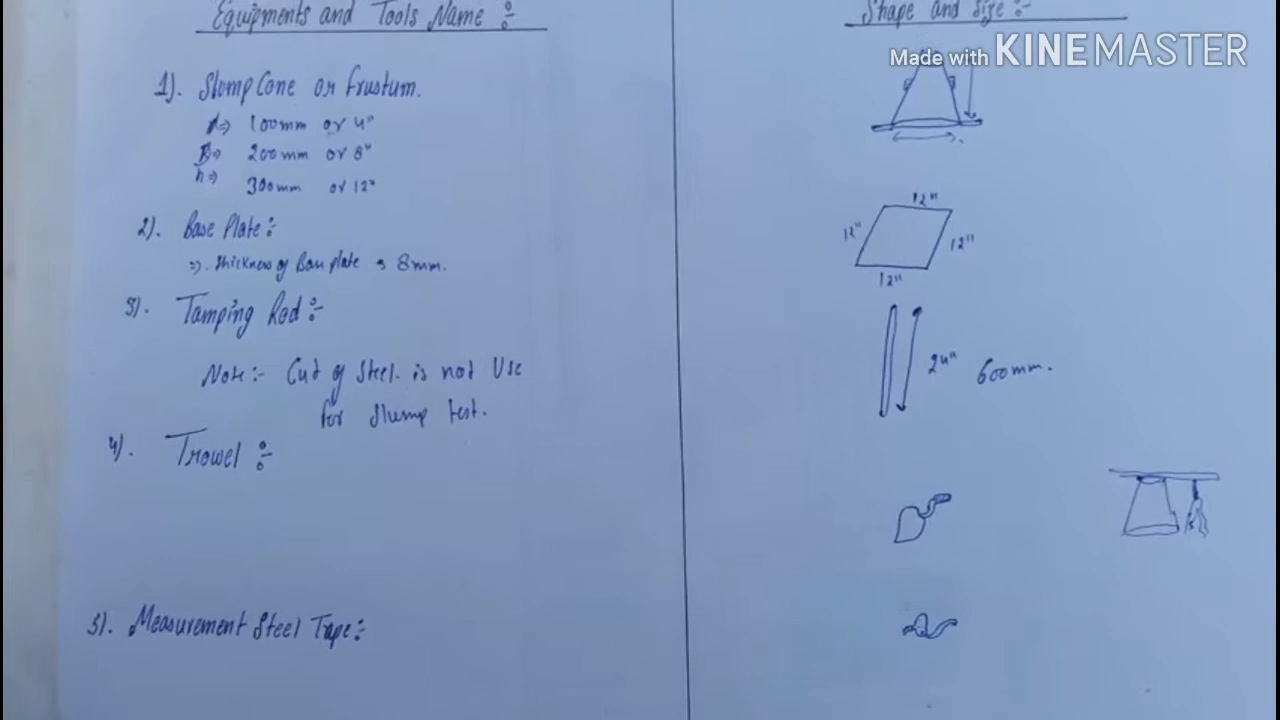 Equipments and Tools Name :-
Shape and Size :-
Made with KINEMASTER
1). Slump Cone or frustum.
⇒ 100mm or 4"
⇒ 200mm or 8"
h ⇒ 300mm or 12"
2). Base Plate :-
⇒). thickness of Base plate = 8mm.
12"
12"
12"
12"
3). Tamping Rod :-
24" 600mm.
Note:- Cut of Steel. is not Use
for slump test.
4). Trowel :-
5). Measurement Steel Tape :-